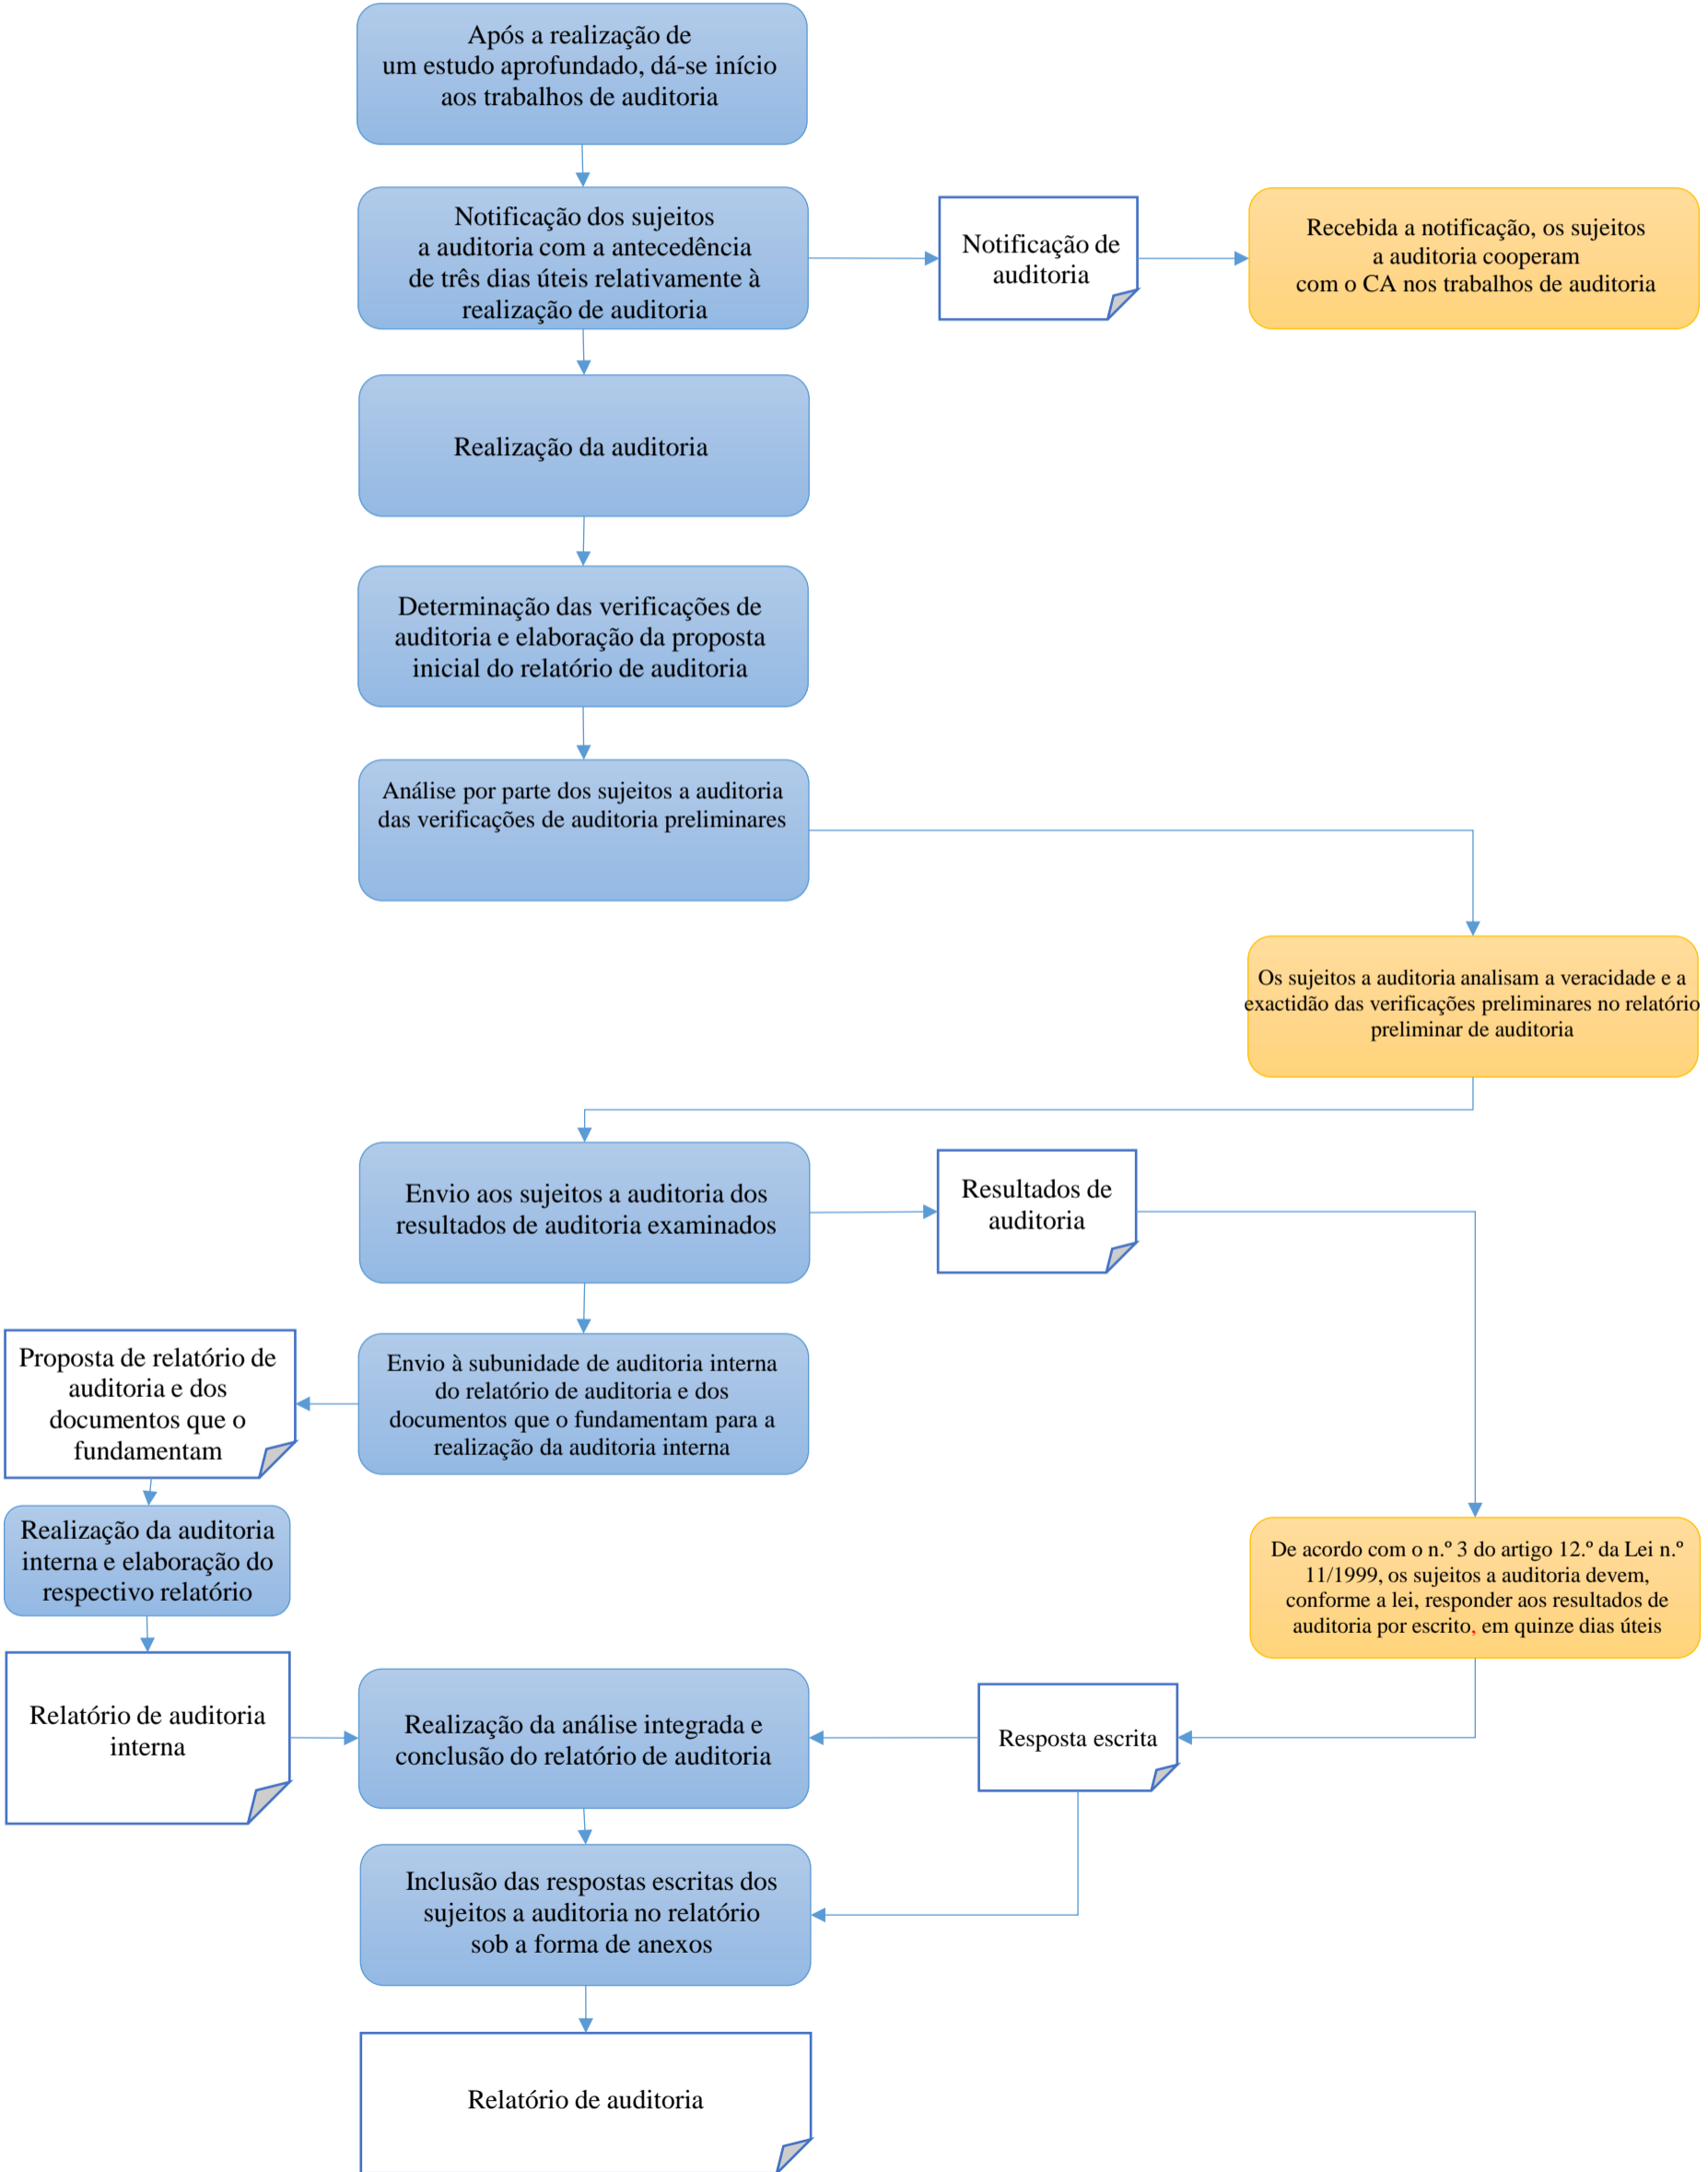 Após a realização de
um estudo aprofundado, dá-se início
aos trabalhos de auditoria
Notificação dos sujeitos
a auditoria com a antecedência
de três dias úteis relativamente à
realização de auditoria
Notificação de
auditoria
Recebida a notificação, os sujeitos
a auditoria cooperam
com o CA nos trabalhos de auditoria
Realização da auditoria
Determinação das verificações de
auditoria e elaboração da proposta
inicial do relatório de auditoria
Análise por parte dos sujeitos a auditoria
das verificações de auditoria preliminares
Os sujeitos a auditoria analisam a veracidade e a
exactidão das verificações preliminares no relatório
preliminar de auditoria
Envio aos sujeitos a auditoria dos
resultados de auditoria examinados
Resultados de
auditoria
Proposta de relatório de
auditoria e dos
documentos que o
fundamentam
Envio à subunidade de auditoria interna
do relatório de auditoria e dos
documentos que o fundamentam para a
realização da auditoria interna
Realização da auditoria
interna e elaboração do
respectivo relatório
De acordo com o n.º 3 do artigo 12.º da Lei n.º
11/1999, os sujeitos a auditoria devem,
conforme a lei, responder aos resultados de
auditoria por escrito, em quinze dias úteis
Relatório de auditoria
interna
Realização da análise integrada e
conclusão do relatório de auditoria
Resposta escrita
Inclusão das respostas escritas dos
sujeitos a auditoria no relatório
sob a forma de anexos
Relatório de auditoria